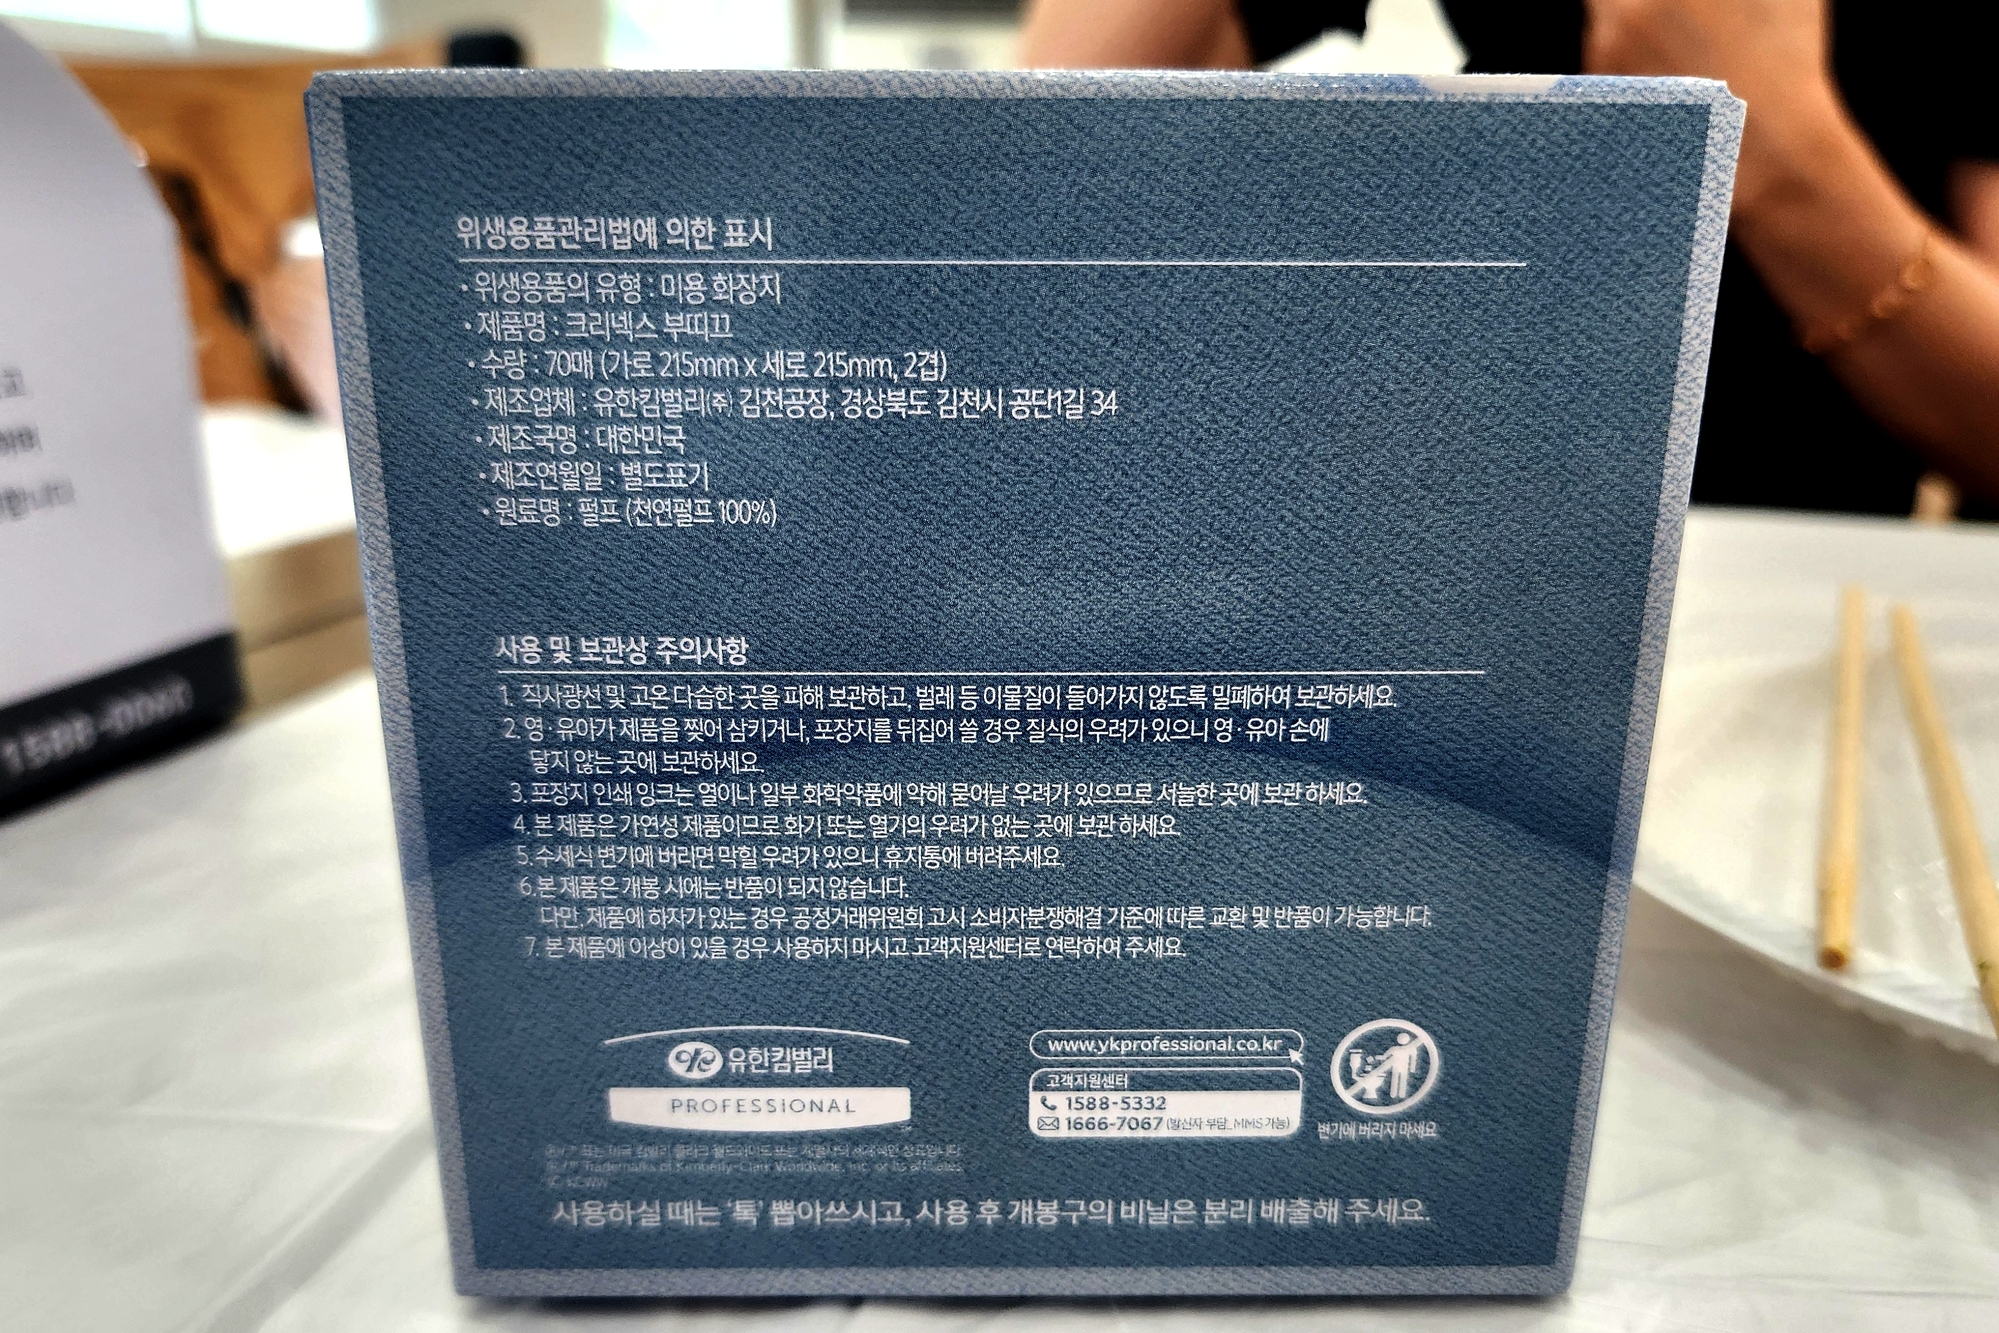 위생용품관리법에 의한 표시
· 위생용품의 유형 : 미용 화장지
· 제품명 : 크리넥스 부띠끄
· 수량 : 70매 (가로 215mm x 세로 215mm, 2겹)
· 제조업체 : 유한킴벌리(주) 김천공장, 경상북도 김천시 공단1길 34
· 제조국명 : 대한민국
· 제조연월일 : 별도표기
· 원료명 : 펄프 (천연펄프 100%)
사용 및 보관상 주의사항
1. 직사광선 및 고온 다습한 곳을 피해 보관하고, 벌레 등 이물질이 들어가지 않도록 밀폐하여 보관하세요.
2. 영·유아가 제품을 찢어 삼키거나, 포장지를 뒤집어 쓸 경우 질식의 우려가 있으니 영·유아 손에
닿지 않는 곳에 보관하세요.
3. 포장지 인쇄 잉크는 열이나 일부 화학약품에 약해 묻어날 우려가 있으므로 서늘한 곳에 보관 하세요.
4. 본 제품은 가연성 제품이므로 화기 또는 열기의 우려가 없는 곳에 보관 하세요.
5. 수세식 변기에 버리면 막힐 우려가 있으니 휴지통에 버려주세요.
6. 본 제품은 개봉 시에는 반품이 되지 않습니다.
다만, 제품에 하자가 있는 경우 공정거래위원회 고시 소비자분쟁해결 기준에 따른 교환 및 반품이 가능합니다.
7. 본 제품에 이상이 있을 경우 사용하지 마시고 고객지원센터로 연락하여 주세요.
유한킴벌리
PROFESSIONAL
www.ykprofessional.co.kr
고객지원센터
1588-5332
1666-7067 (발신자 부담, MMS 가능)
변기에 버리지 마세요
®/™ Trademarks of Kimberly-Clark Worldwide, Inc. or its affiliates.
사용하실 때는 '톡' 뽑아쓰시고, 사용 후 개봉구의 비닐은 분리 배출해 주세요.